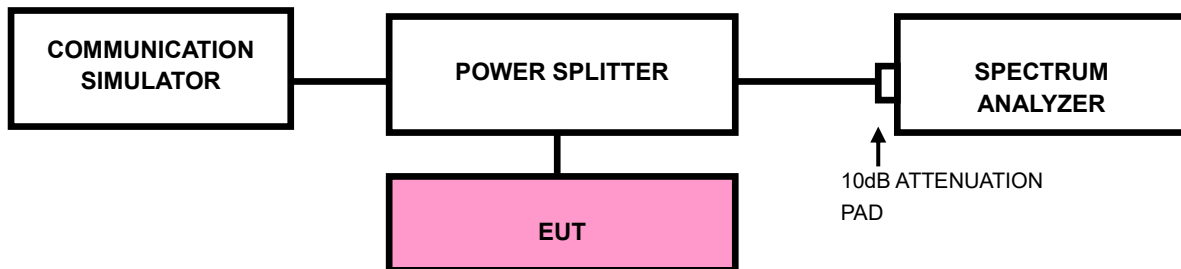 COMMUNICATION
SIMULATOR
POWER SPLITTER
SPECTRUM
ANALYZER
10dB ATTENUATION
PAD
EUT